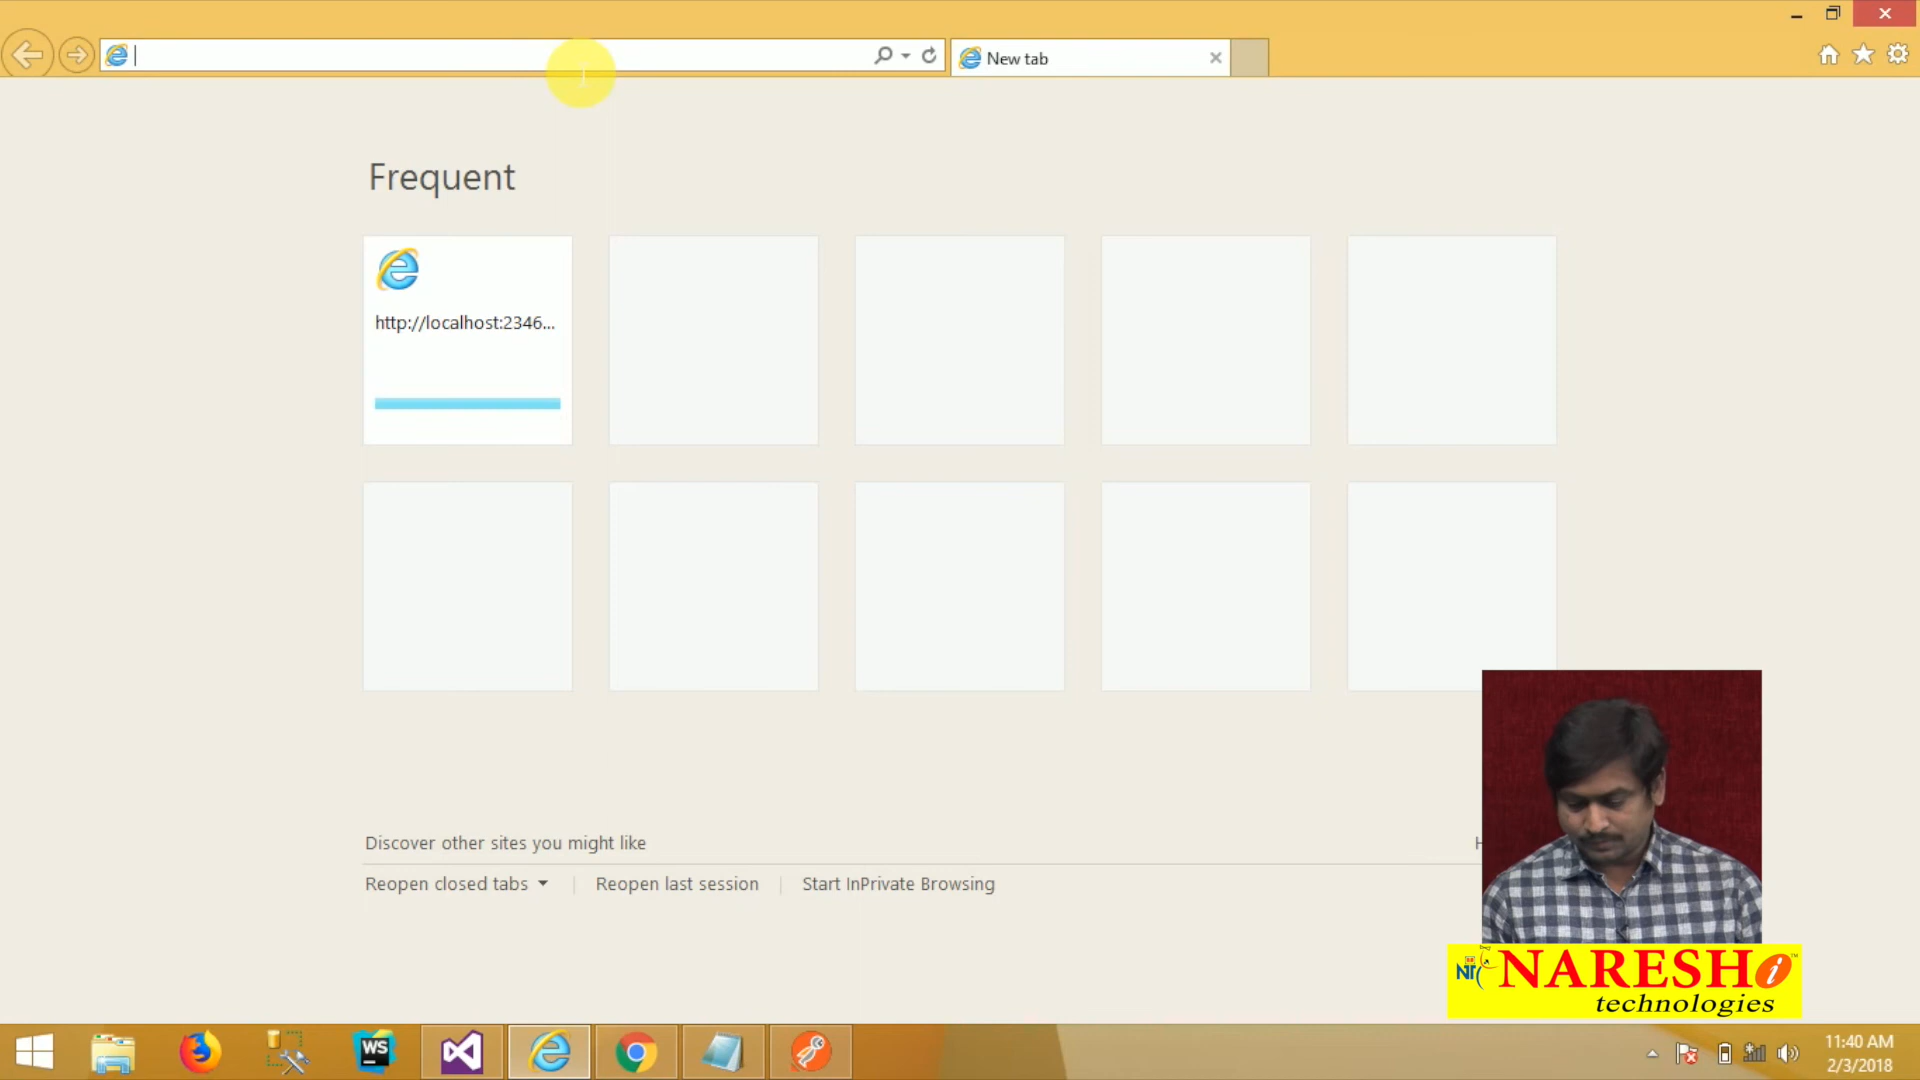 New tab
Frequent
http://localhost:2346...
Discover other sites you might like
Reopen closed tabs
Reopen last session
Start InPrivate Browsing
NT
NARESH i
technologies
WS
11:40 AM
2/3/2018